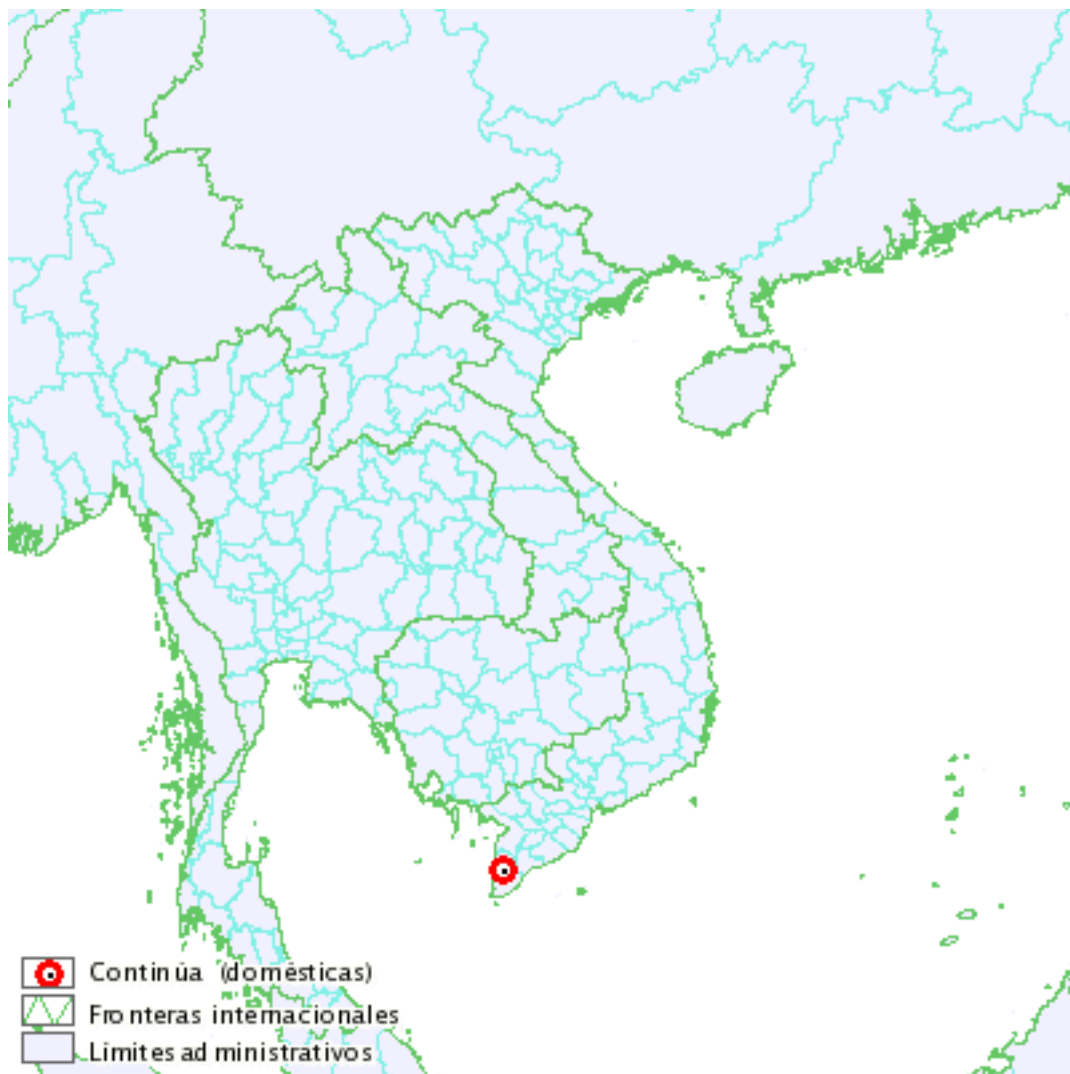 Continúa (domésticas)
Fronteras internacionales
Límites administrativos